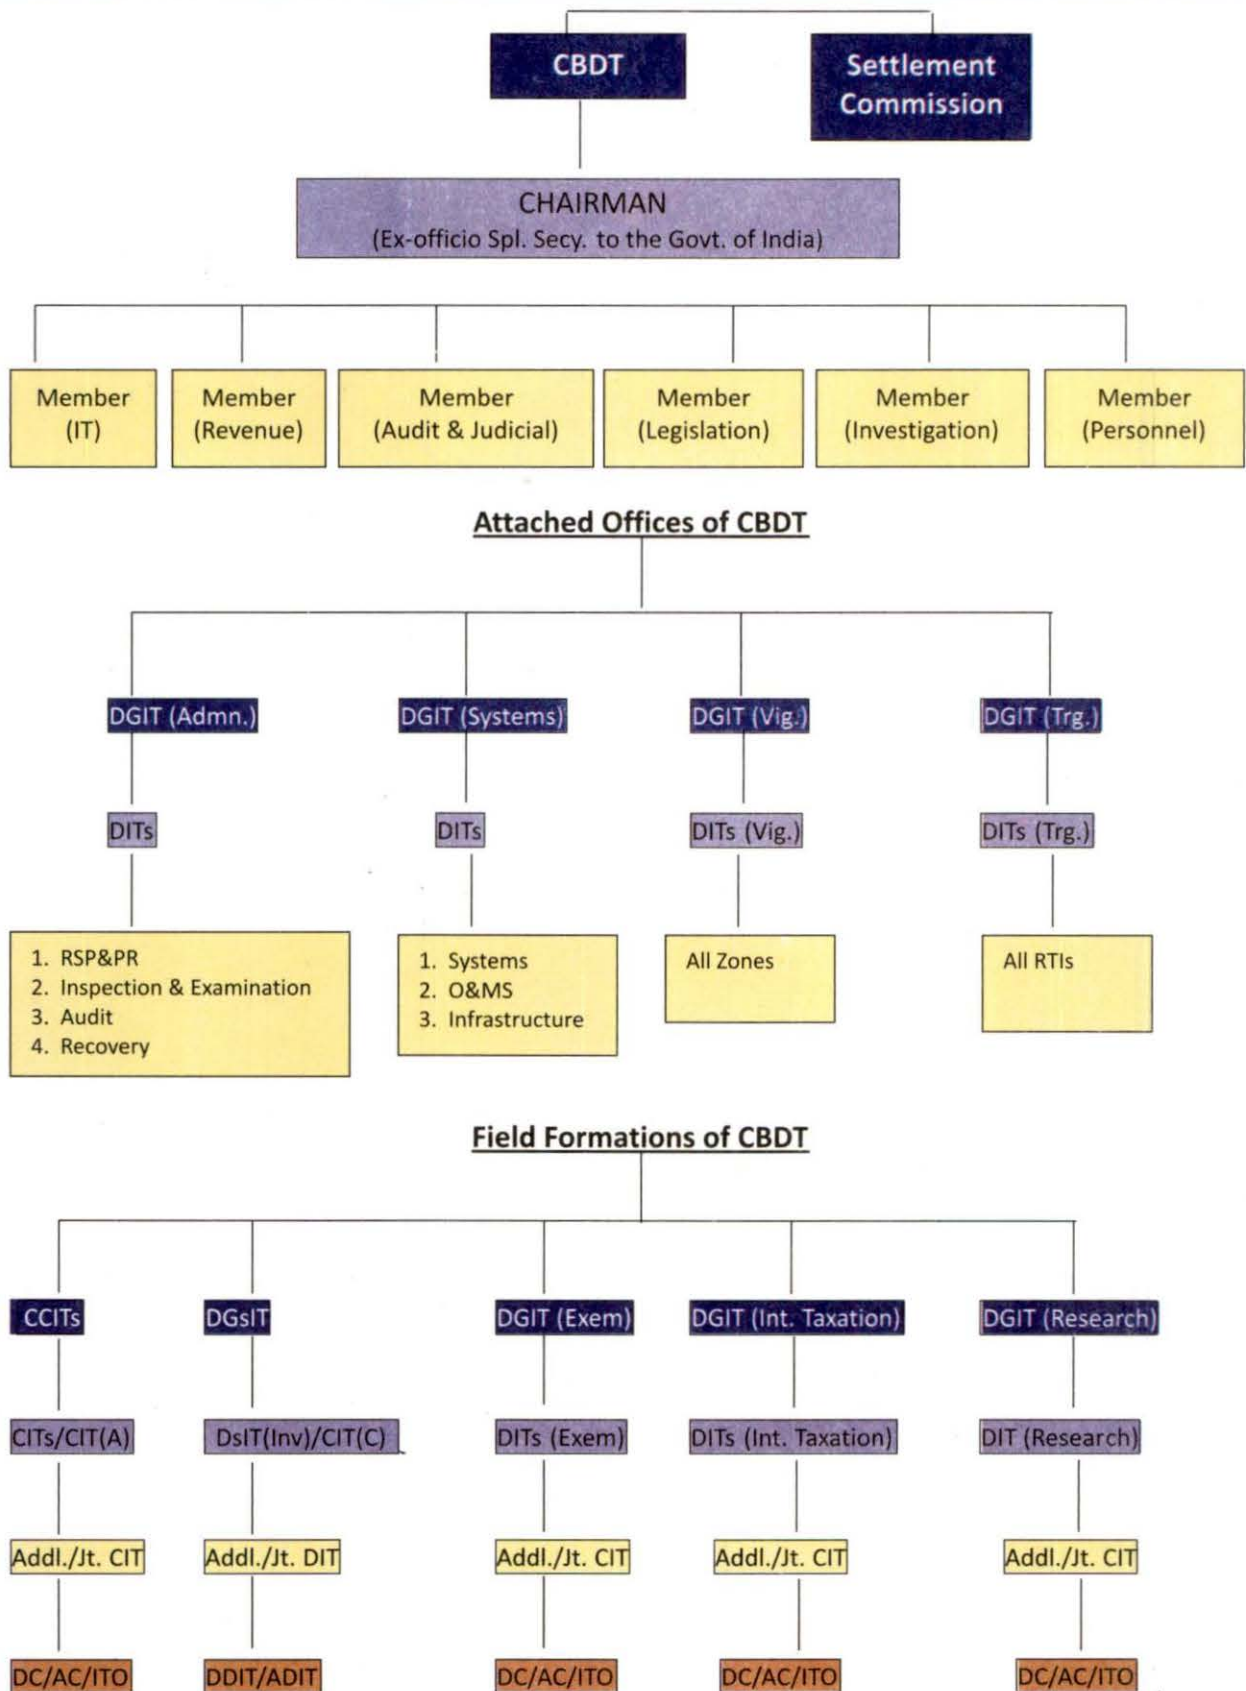 CBDT
Settlement
Commission
CHAIRMAN
(Ex-officio Spl. Secy. to the Govt. of India)
Member
(IT)
Member
(Revenue)
Member
(Audit & Judicial)
Member
(Legislation)
Member
(Investigation)
Member
(Personnel)
Attached Offices of CBDT
DGIT (Admn.)
DGIT (Systems)
DGIT (Vig.)
DGIT (Trg.)
DITs
DITs
DITs (Vig.)
DITs (Trg.)
1. RSP&PR
2. Inspection & Examination
3. Audit
4. Recovery
1. Systems
2. O&MS
3. Infrastructure
All Zones
All RTIs
Field Formations of CBDT
CCITs
DGsIT
DGIT (Exem)
DGIT (Int. Taxation)
DGIT (Research)
CITs/CIT(A)
DsIT(Inv)/CIT(C)
DITs (Exem)
DITs (Int. Taxation)
DIT (Research)
Addl./Jt. CIT
Addl./Jt. DIT
Addl./Jt. CIT
Addl./Jt. CIT
Addl./Jt. CIT
DC/AC/ITO
DDIT/ADIT
DC/AC/ITO
DC/AC/ITO
DC/AC/ITO